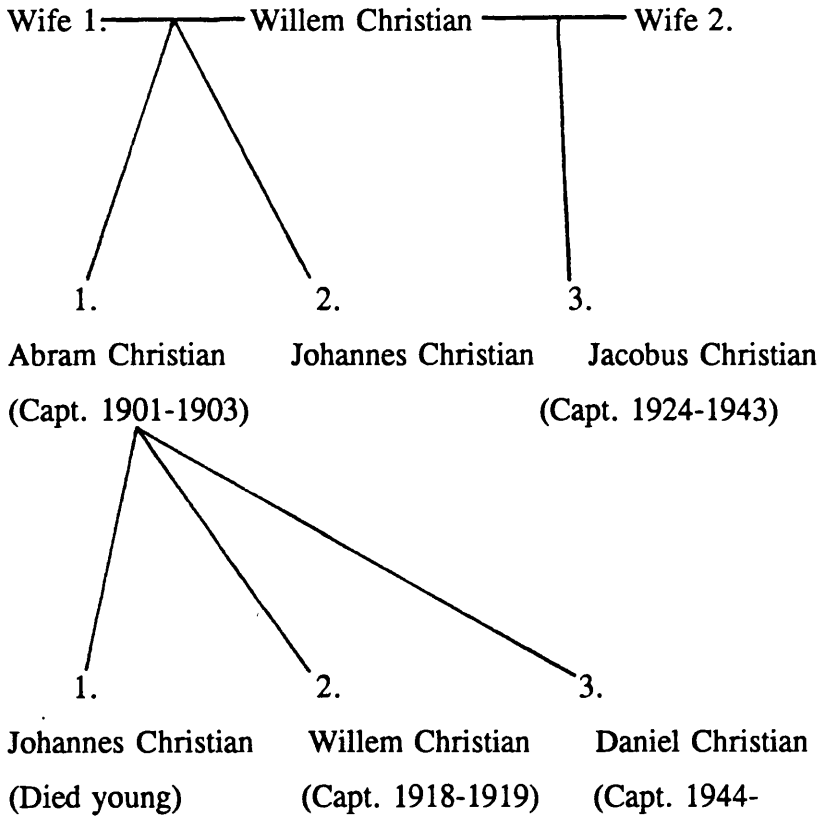 Wife 1. Willem Christian Wife 2.
1. 2. 3.
Abram Christian Johannes Christian Jacobus Christian
(Capt. 1901-1903) (Capt. 1924-1943)
1. 2. 3.
Johannes Christian Willem Christian Daniel Christian
(Died young) (Capt. 1918-1919) (Capt. 1944-